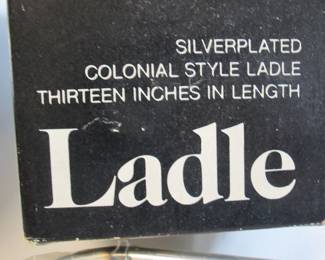 SILVERPLATED
COLONIAL STYLE LADLE
THIRTEEN INCHES IN LENGTH
Ladle